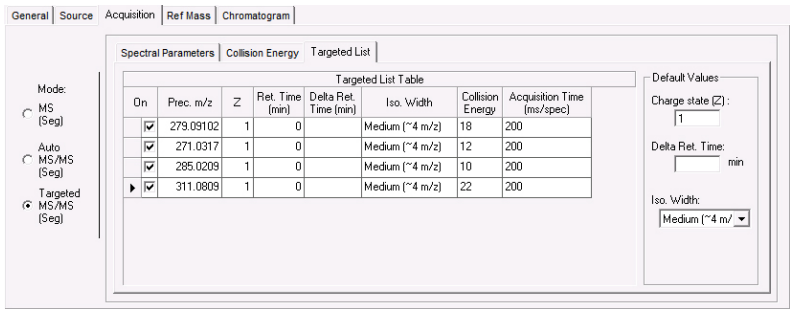 General Source Acquisition Ref Mass Chromatogram
Spectral Parameters Collision Energy Targeted List
Mode:
MS
(Seg)
Auto
MS/MS
(Seg)
Targeted
MS/MS
(Seg)
Targeted List Table
On Prec. m/z Z Ret. Time (min) Delta Ret. Time (min) Iso. Width Collision Energy Acquisition Time (ms/spec)
279.09102 1 0 Medium (~4 m/z) 18 200
271.0317 1 0 Medium (~4 m/z) 12 200
285.0209 1 0 Medium (~4 m/z) 10 200
311.0809 1 0 Medium (~4 m/z) 22 200
Default Values
Charge state (Z) :
1
Delta Ret. Time:
min
Iso. Width:
Medium (~4 m/